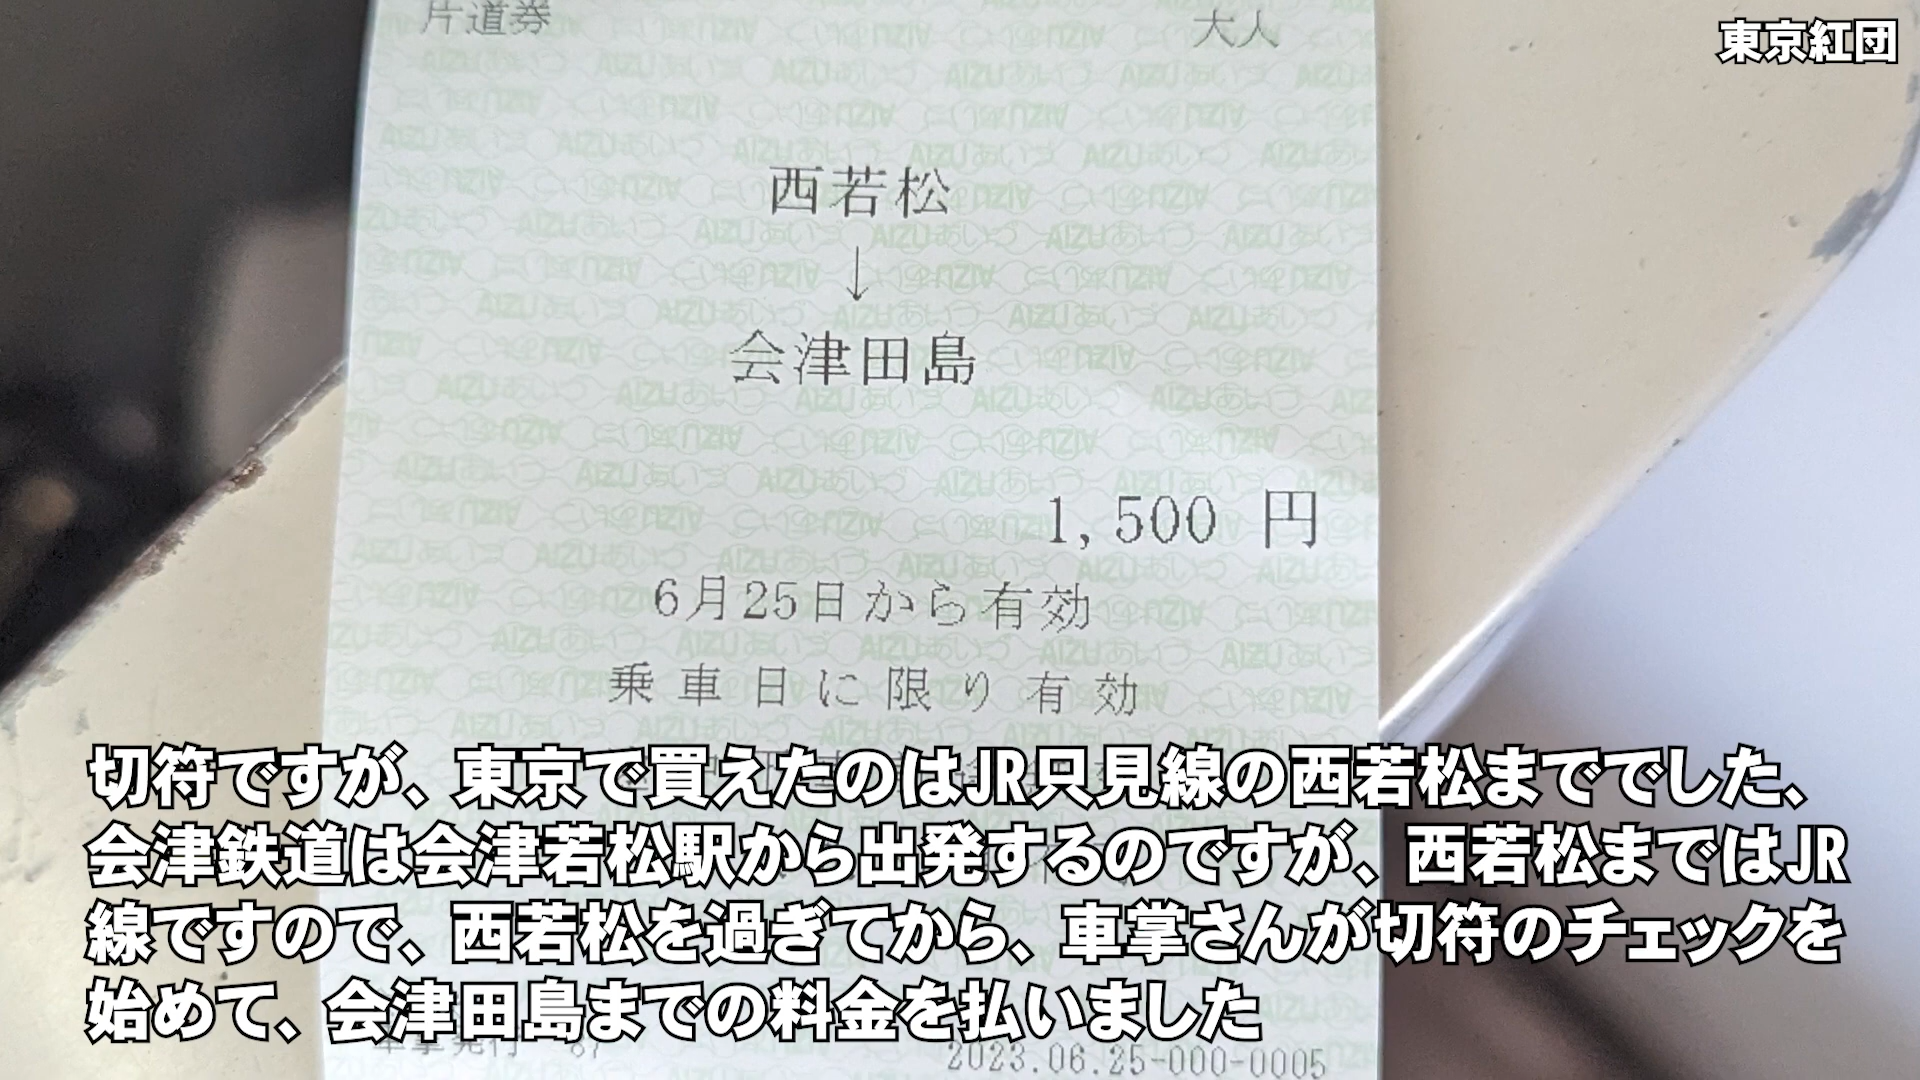 片道券 大人
東京紅団
西若松
↓
会津田島
1,500 円
6月25日から有効
乗車日に限り有効
切符ですが、東京で買えたのはJR只見線の西若松まででした、
会津鉄道は会津若松駅から出発するのですが、西若松まではJR
線ですので、西若松を過ぎてから、車掌さんが切符のチェックを
始めて、会津田島までの料金を払いました
2023.06.25-000-0005